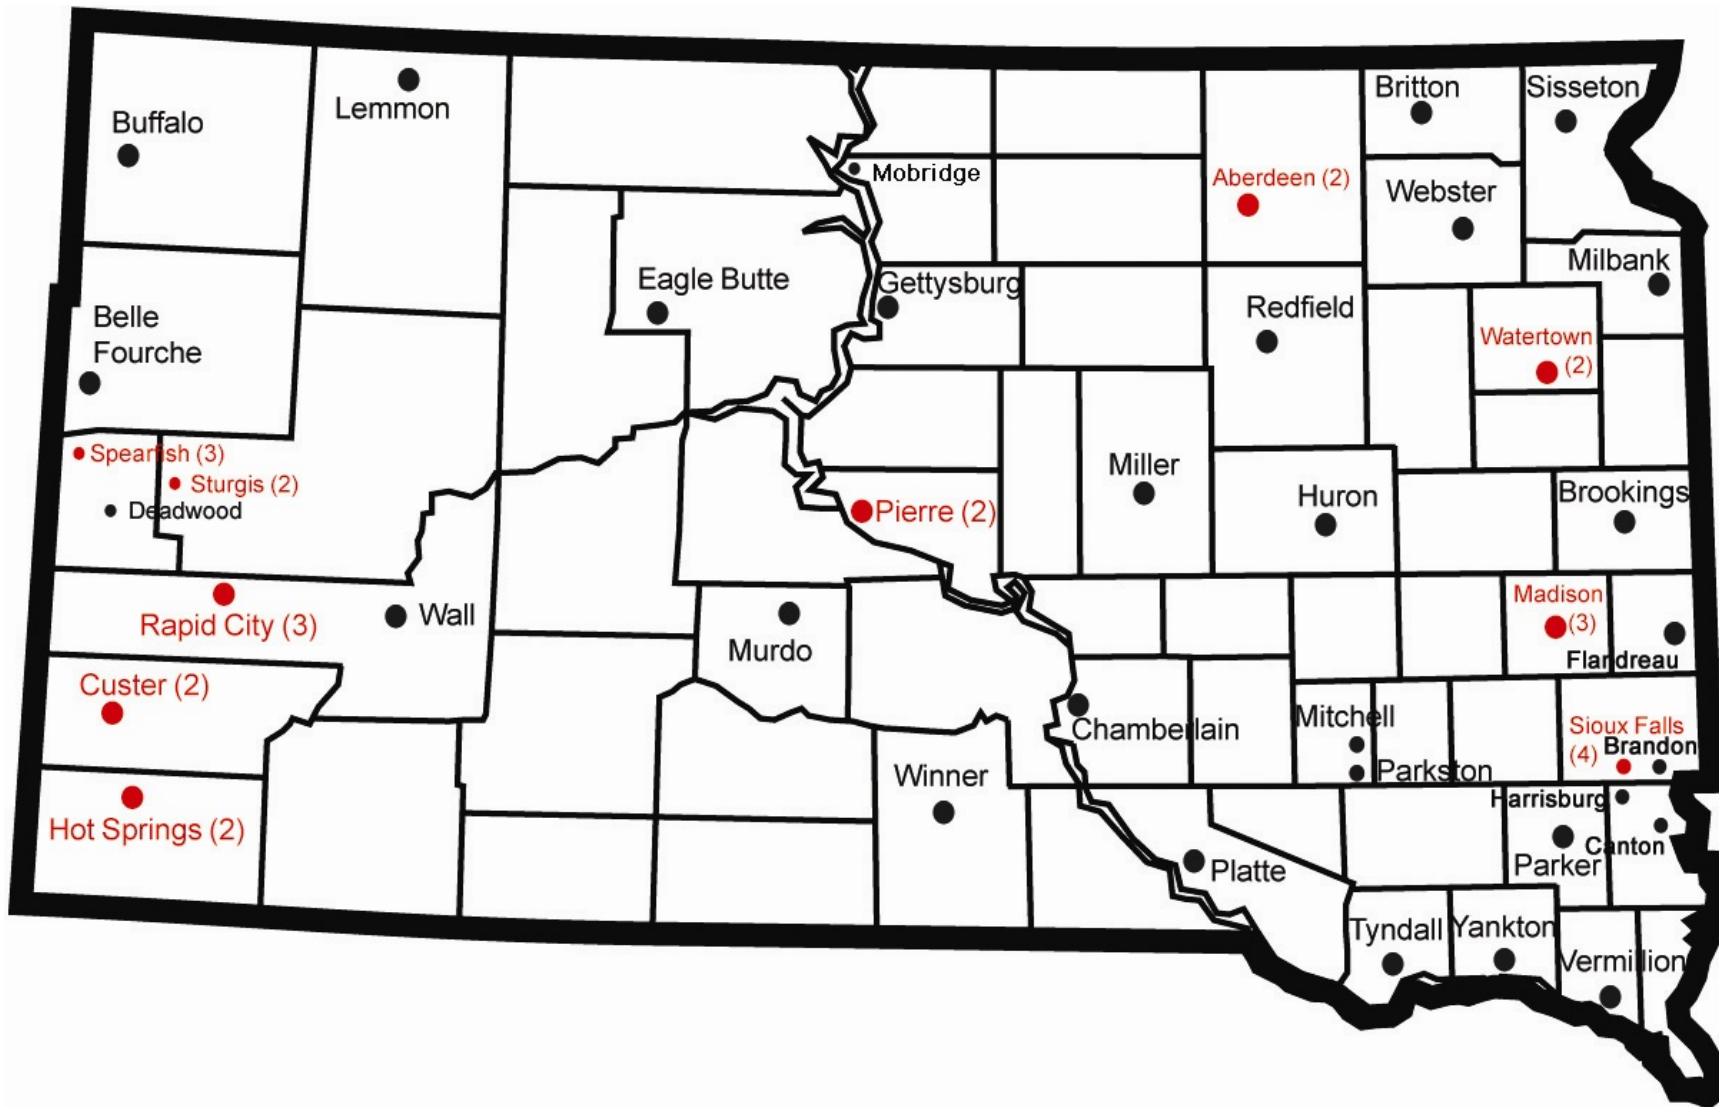 Britton
Sisseton
Lemmon
Buffalo
Mobridge
Aberdeen (2)
Webster
Milbank
Eagle Butte
Gettysburg
Redfield
Belle
Fourche
Watertown
(2)
Spearfish (3)
Sturgis (2)
Deadwood
Miller
Huron
Brookings
Pierre (2)
Rapid City (3)
Wall
Murdo
Madison
(3)
Flandreau
Custer (2)
Chamberlain
Mitchell
Parkston
Sioux Falls
(4)
Brandon
Hot Springs (2)
Winner
Harrisburg
Canton
Parker
Platte
Tyndall
Yankton
Vermillion